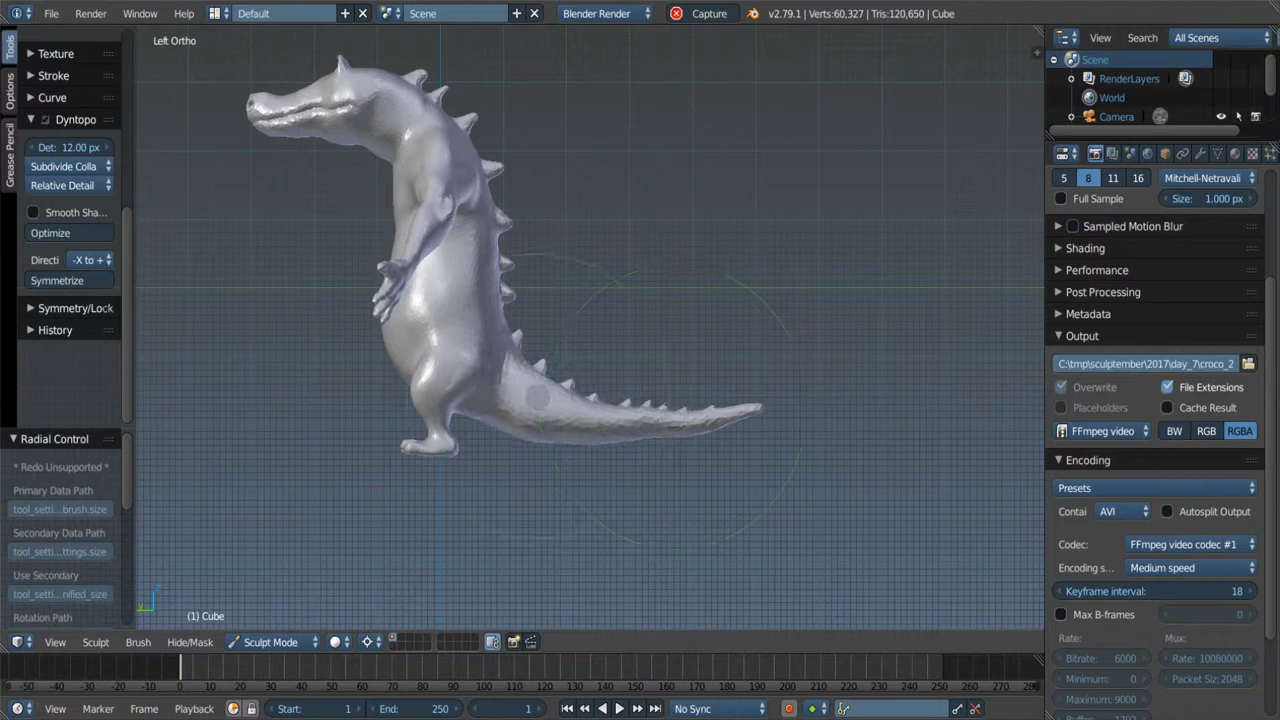 File Render Window Help Default Scene Blender Render Capture v2.79.1 | Verts:60,327 | Tris:120,650 | Cube
Tools
Options
Grease Pencil
Texture
Stroke
Curve
Dyntopo
Det: 12.00 px
Subdivide Colla
Relative Detail
Smooth Sha...
Optimize
Directi -X to +
Symmetrize
Symmetry/Lock
History
Radial Control
* Redo Unsupported *
Primary Data Path
tool_setti...brush.size
Secondary Data Path
tool_setti...ttings.size
Use Secondary
tool_setti...nified_size
Rotation Path
Left Ortho
z
y
(1) Cube
View Sculpt Brush Hide/Mask Sculpt Mode
-50 -40 -30 -20 -10 0 10 20 30 40 50 60 70 80 90 100 110 120 130 140 150 160 170 180 190 200 210 220 230 240 250 260 270 280
View Marker Frame Playback Start: 1 End: 250 1 No Sync
View Search All Scenes
Scene
RenderLayers
World
Camera
5 8 11 16 Mitchell-Netravali
Full Sample Size: 1.000 px
Sampled Motion Blur
Shading
Performance
Post Processing
Metadata
Output
C:\tmp\sculptember\2017\day_7\croco_2
Overwrite File Extensions
Placeholders Cache Result
FFmpeg video BW RGB RGBA
Encoding
Presets
Contai AVI Autosplit Output
Codec: FFmpeg video codec #1
Encoding s... Medium speed
Keyframe interval: 18
Max B-frames 0
Rate: Mux:
Bitrate: 6000 Rate: 10080000
Minimum: 0 Packet Siz: 2048
Maximum: 9000